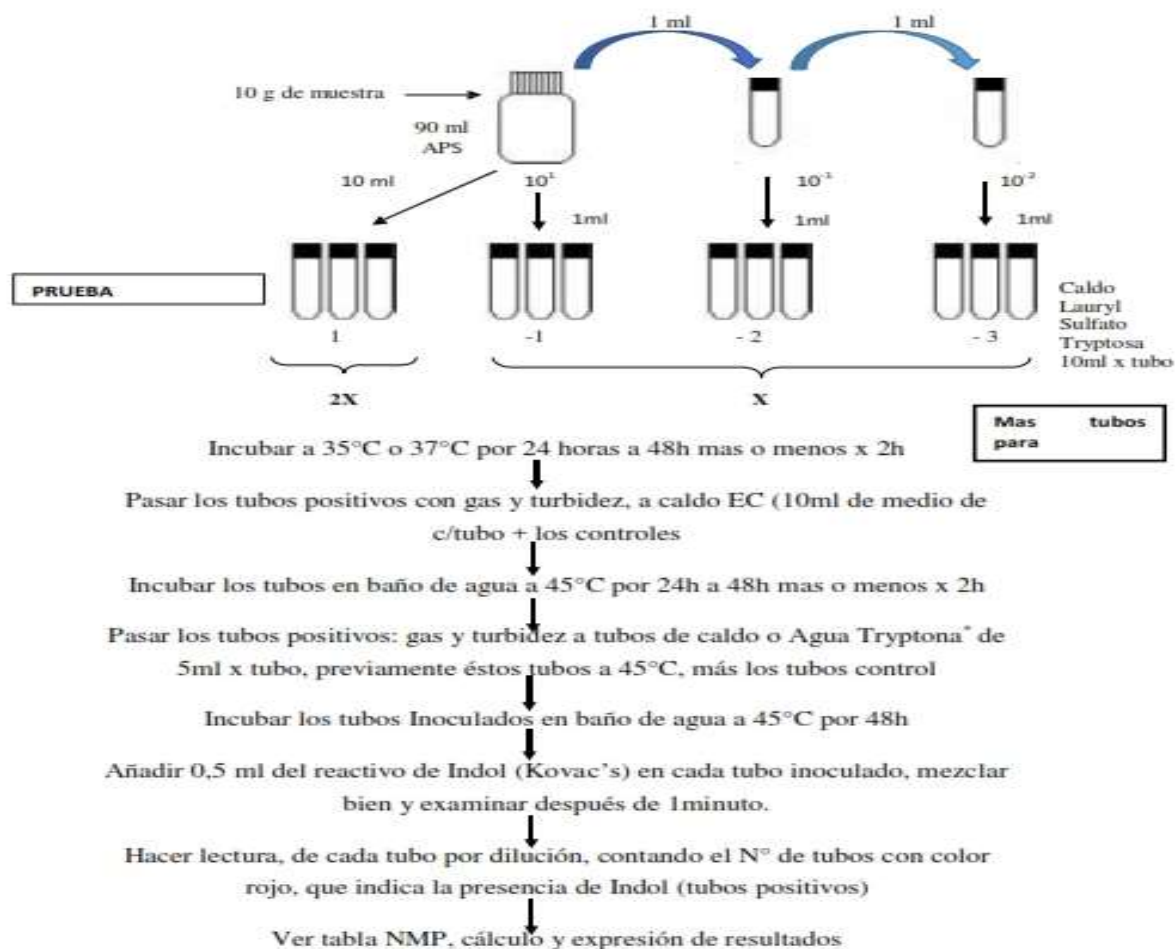 1 ml
1 ml
10 g de muestra
90 ml
APS
10 ml
10¹
10⁻¹
10⁻²
1ml
1ml
1ml
PRUEBA
1
-1
- 2
- 3
Caldo
Lauryl
Sulfato
Tryptosa
10ml x tubo
2X
X
Mas tubos
para
Incubar a 35°C o 37°C por 24 horas a 48h mas o menos x 2h
Pasar los tubos positivos con gas y turbidez, a caldo EC (10ml de medio de
c/tubo + los controles
Incubar los tubos en baño de agua a 45°C por 24h a 48h mas o menos x 2h
Pasar los tubos positivos: gas y turbidez a tubos de caldo o Agua Tryptona* de
5ml x tubo, previamente éstos tubos a 45°C, más los tubos control
Incubar los tubos Inoculados en baño de agua a 45°C por 48h
Añadir 0,5 ml del reactivo de Indol (Kovac's) en cada tubo inoculado, mezclar
bien y examinar después de 1minuto.
Hacer lectura, de cada tubo por dilución, contando el N° de tubos con color
rojo, que indica la presencia de Indol (tubos positivos)
Ver tabla NMP, cálculo y expresión de resultados